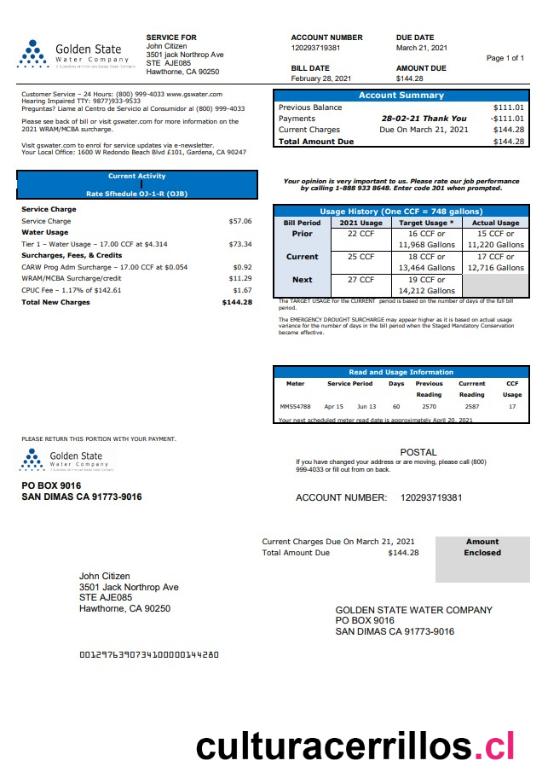 Golden State
Water Company
SERVICE FOR
John Citizen
3501 jack Northrop Ave
STE AJE085
Hawthorne, CA 90250
ACCOUNT NUMBER
120293719381
BILL DATE
February 28, 2021
DUE DATE
March 21, 2021
AMOUNT DUE
$144.28
Page 1 of 1
Customer Service – 24 Hours: (800) 999-4033 www.gswater.com
Hearing Impaired TTY: 9877)933-9533
Preguntas? Llame al Centro de Servicio al Consumidor al (800) 999-4033
Please see back of bill or visit gswater.com for more information on the
2021 WRAM/MCBA surcharge.
Visit gswater.com to enrol for service updates via e-newsletter.
Your Local Office: 1600 W Redondo Beach Blvd £101, Gardena, CA 90247
Account Summary
Previous Balance $111.01
Payments 28-02-21 Thank You -$111.01
Current Charges Due On March 21, 2021 $144.28
Total Amount Due $144.28
Current Activity
Rate Sfhedule OJ-1-R (OJB)
Service Charge
Service Charge $57.06
Water Usage
Tier 1 – Water Usage – 17.00 CCF at $4.314 $73.34
Surcharges, Fees, & Credits
CARW Prog Adm Surcharge – 17.00 CCF at $0.054 $0.92
WRAM/MCBA Surcharge/credit $11.29
CPUC Fee – 1.17% of $142.61 $1.67
Total New Charges $144.28
Your opinion is very important to us. Please rate our job performance
by calling 1-888 933 8648. Enter code 301 when prompted.
Usage History (One CCF = 748 gallons)
Bill Period 2021 Usage Target Usage * Actual Usage
Prior 22 CCF 16 CCF or 11,968 Gallons 15 CCF or 11,220 Gallons
Current 25 CCF 18 CCF or 13,464 Gallons 17 CCF or 12,716 Gallons
Next 27 CCF 19 CCF or 14,212 Gallons
The TARGET USAGE for the CURRENT period is based on the number of days of the full bill
period.
The EMERGENCY DROUGHT SURCHARGE may appear higher as it is based on actual usage
variance for the number of days in the bill period when the Staged Mandatory Conservation
became effective.
Read and Usage Information
Meter Service Period Days Previous Reading Currrent Reading CCF Usage
MM554788 Apr 15 Jun 13 60 2570 2587 17
Your next scheduled meter read date is approximately April 20, 2021
PLEASE RETURN THIS PORTION WITH YOUR PAYMENT.
Golden State
Water Company
PO BOX 9016
SAN DIMAS CA 91773-9016
POSTAL
If you have changed your address or are moving, please call (800)
999-4033 or fill out from on back.
ACCOUNT NUMBER: 120293719381
Current Charges Due On March 21, 2021
Total Amount Due $144.28
Amount
Enclosed
John Citizen
3501 Jack Northrop Ave
STE AJE085
Hawthorne, CA 90250
GOLDEN STATE WATER COMPANY
PO BOX 9016
SAN DIMAS CA 91773-9016
001297639073410000014428​0
culturacerrillos.cl